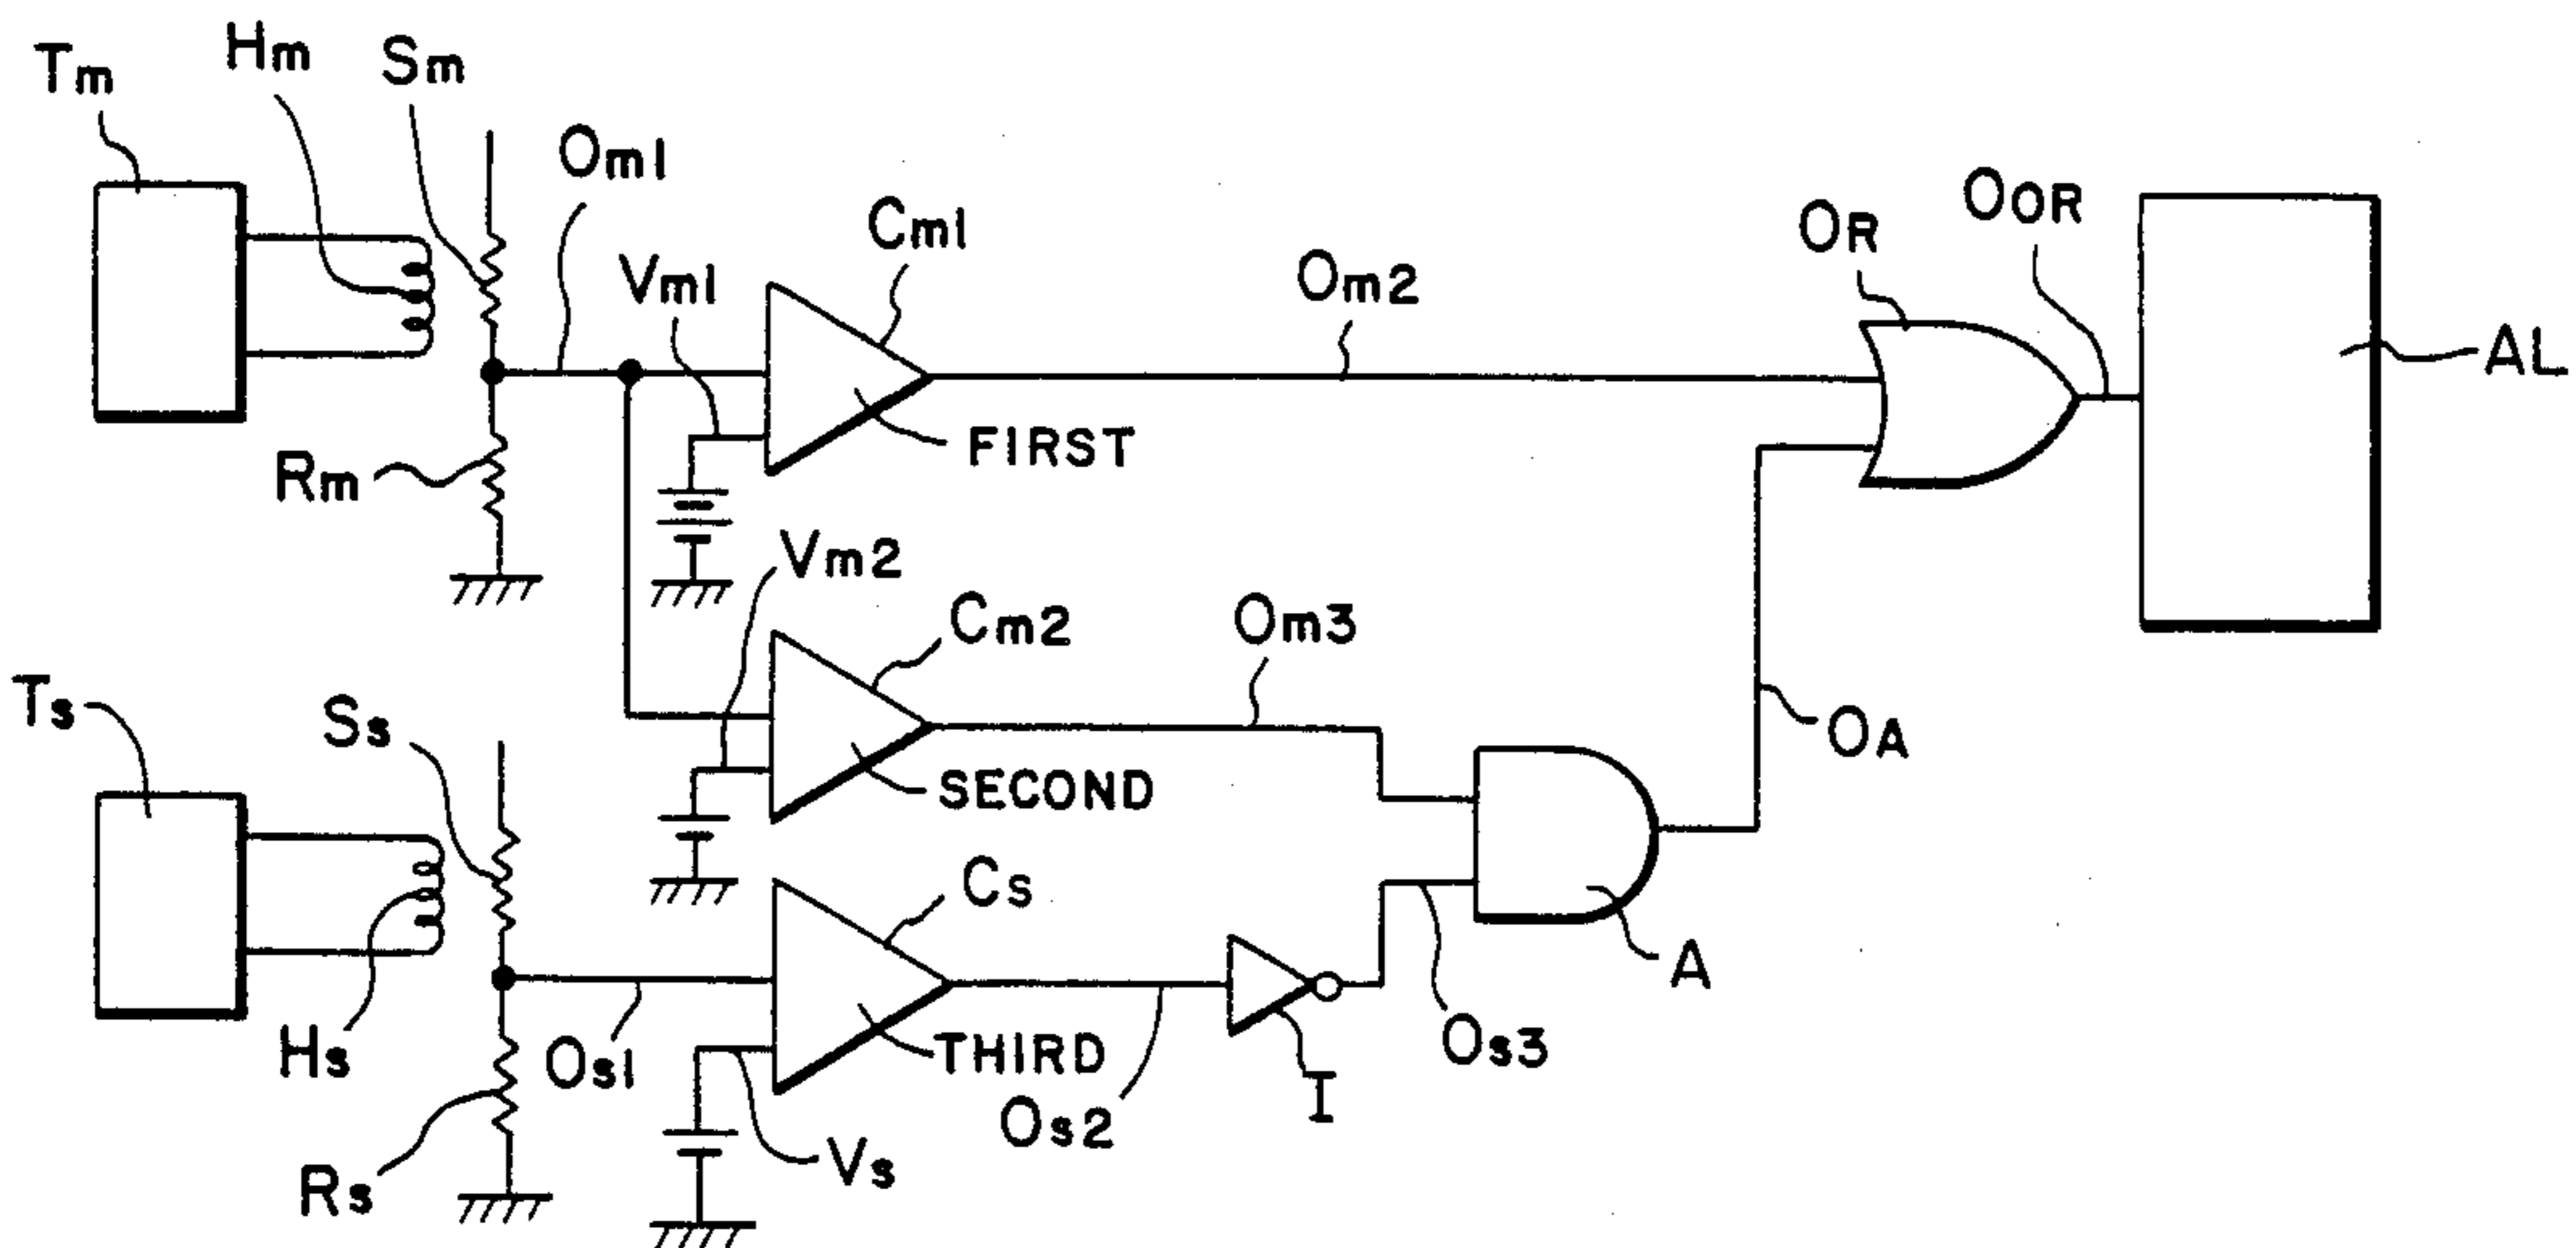 Tm
Hm
Sm
Om1
Vm1
Cm1
Om2
OR
OOR
AL
FIRST
Rm
Vm2
Cm2
Om3
Ts
Ss
SECOND
OA
Cs
A
Hs
Os1
THIRD
Os2
I
Os3
Rs
Vs